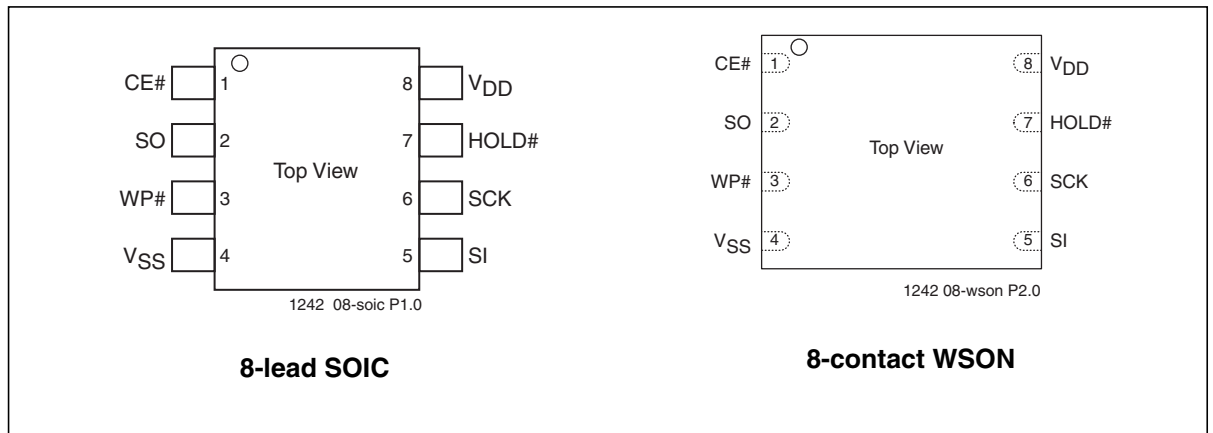 CE# 1 8 VDD
SO 2 7 HOLD#
Top View
WP# 3 6 SCK
VSS 4 5 SI
1242 08-soic P1.0
8-lead SOIC
CE# 1 8 VDD
SO 2 7 HOLD#
Top View
WP# 3 6 SCK
VSS 4 5 SI
1242 08-wson P2.0
8-contact WSON